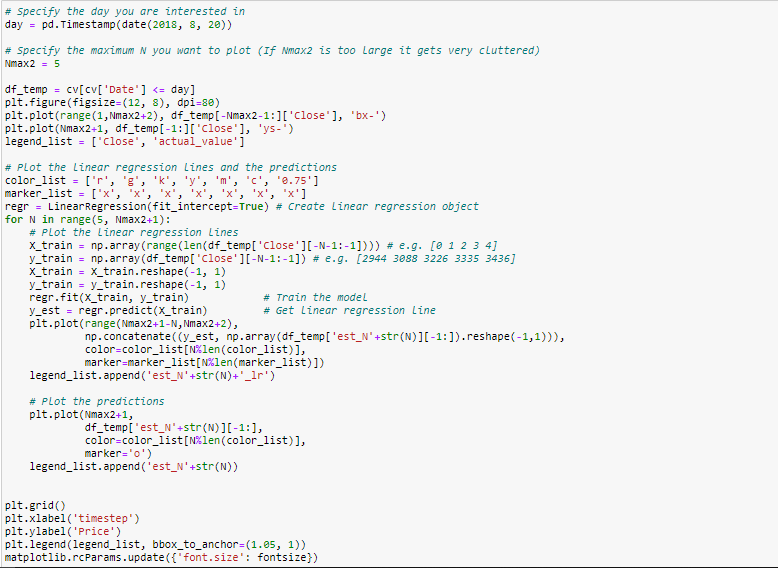 # Specify the day you are interested in
day = pd.Timestamp(date(2018, 8, 20))

# Specify the maximum N you want to plot (If Nmax2 is too large it gets very cluttered)
Nmax2 = 5

df_temp = cv[cv['Date'] <= day]
plt.figure(figsize=(12, 8), dpi=80)
plt.plot(range(1,Nmax2+2), df_temp[-Nmax2-1:]['Close'], 'bx-')
plt.plot(Nmax2+1, df_temp[-1:]['Close'], 'ys-')
legend_list = ['Close', 'actual_value']

# Plot the linear regression lines and the predictions
color_list = ['r', 'g', 'k', 'y', 'm', 'c', '0.75']
marker_list = ['x', 'x', 'x', 'x', 'x', 'x', 'x']
regr = LinearRegression(fit_intercept=True) # Create linear regression object
for N in range(5, Nmax2+1):
    # Plot the linear regression lines
    X_train = np.array(range(len(df_temp['Close'][-N-1:-1]))) # e.g. [0 1 2 3 4]
    y_train = np.array(df_temp['Close'][-N-1:-1]) # e.g. [2944 3088 3226 3335 3436]
    X_train = X_train.reshape(-1, 1)
    y_train = y_train.reshape(-1, 1)
    regr.fit(X_train, y_train)            # Train the model
    y_est = regr.predict(X_train)         # Get linear regression line
    plt.plot(range(Nmax2+1-N,Nmax2+2),
             np.concatenate((y_est, np.array(df_temp['est_N'+str(N)][-1:]).reshape(-1,1))),
             color=color_list[N%len(color_list)],
             marker=marker_list[N%len(marker_list)])
    legend_list.append('est_N'+str(N)+'_lr')

    # Plot the predictions
    plt.plot(Nmax2+1,
             df_temp['est_N'+str(N)][-1:],
             color=color_list[N%len(color_list)],
             marker='o')
    legend_list.append('est_N'+str(N))

plt.grid()
plt.xlabel('timestep')
plt.ylabel('Price')
plt.legend(legend_list, bbox_to_anchor=(1.05, 1))
matplotlib.rcParams.update({'font.size': fontsize})